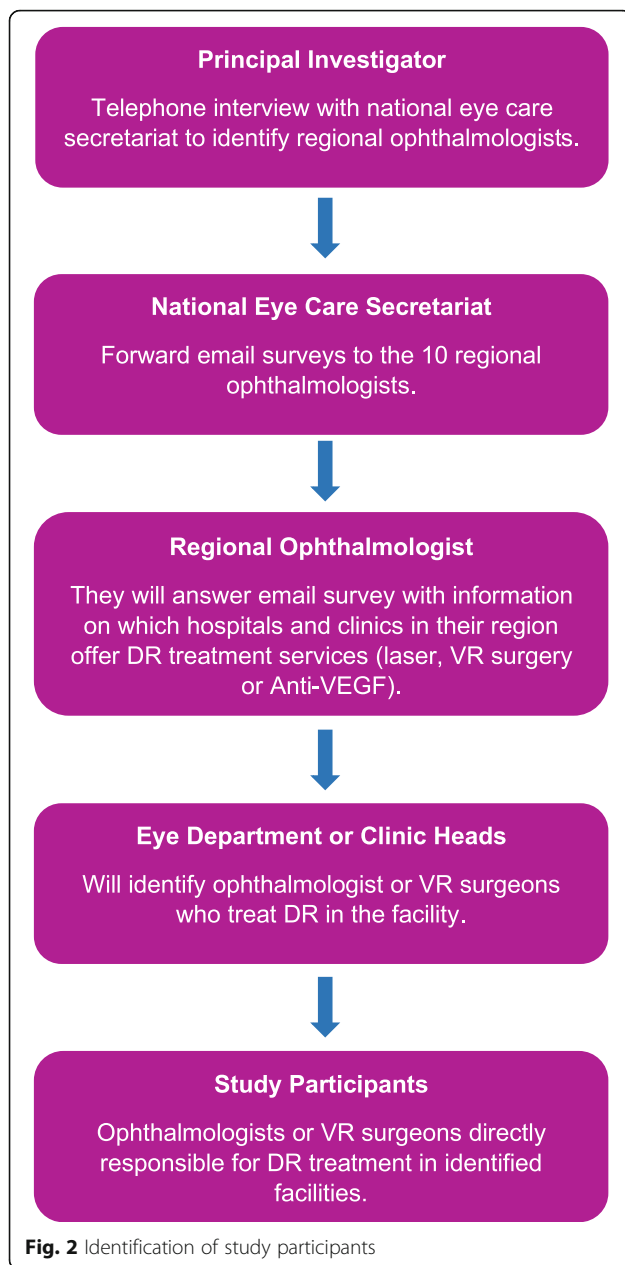 Principal Investigator
Telephone interview with national eye care
secretariat to identify regional ophthalmologists.
National Eye Care Secretariat
Forward email surveys to the 10 regional
ophthalmologists.
Regional Ophthalmologist
They will answer email survey with information
on which hospitals and clinics in their region
offer DR treatment services (laser, VR surgery
or Anti-VEGF).
Eye Department or Clinic Heads
Will identify ophthalmologist or VR surgeons
who treat DR in the facility.
Study Participants
Ophthalmologists or VR surgeons directly
responsible for DR treatment in identified
facilities.
Fig. 2 Identification of study participants